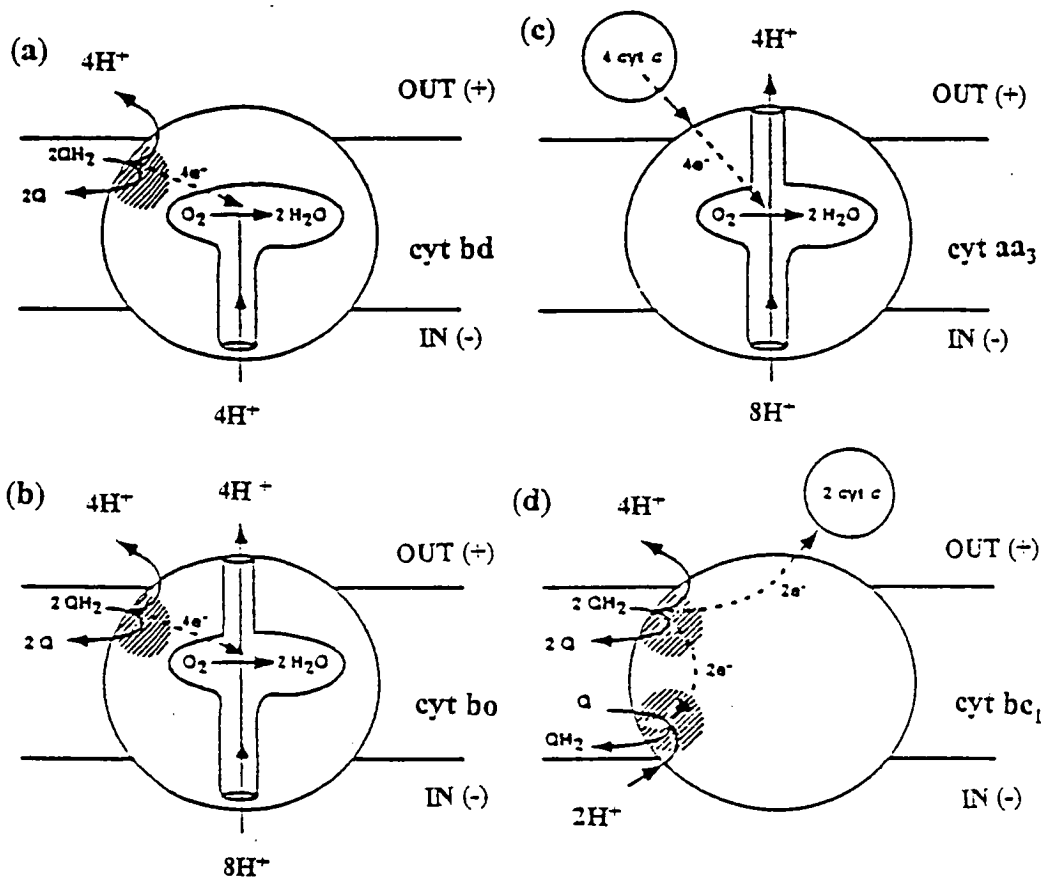 (a)
4H+
OUT (+)
2QH2
4e-
2Q
O2 → 2 H2O
cyt bd
IN (-)
4H+
(c)
4 cyt c
4H+
OUT (+)
4e-
O2 → 2 H2O
cyt aa3
IN (-)
8H+
(b)
4H+
4H+
OUT (+)
2 QH2
4e-
2 Q
O2 → 2 H2O
cyt bo
IN (-)
8H+
(d)
4H+
2 cyt c
OUT (+)
2 QH2
2e-
2 Q
2e-
Q
cyt bc1
QH2
IN (-)
2H+